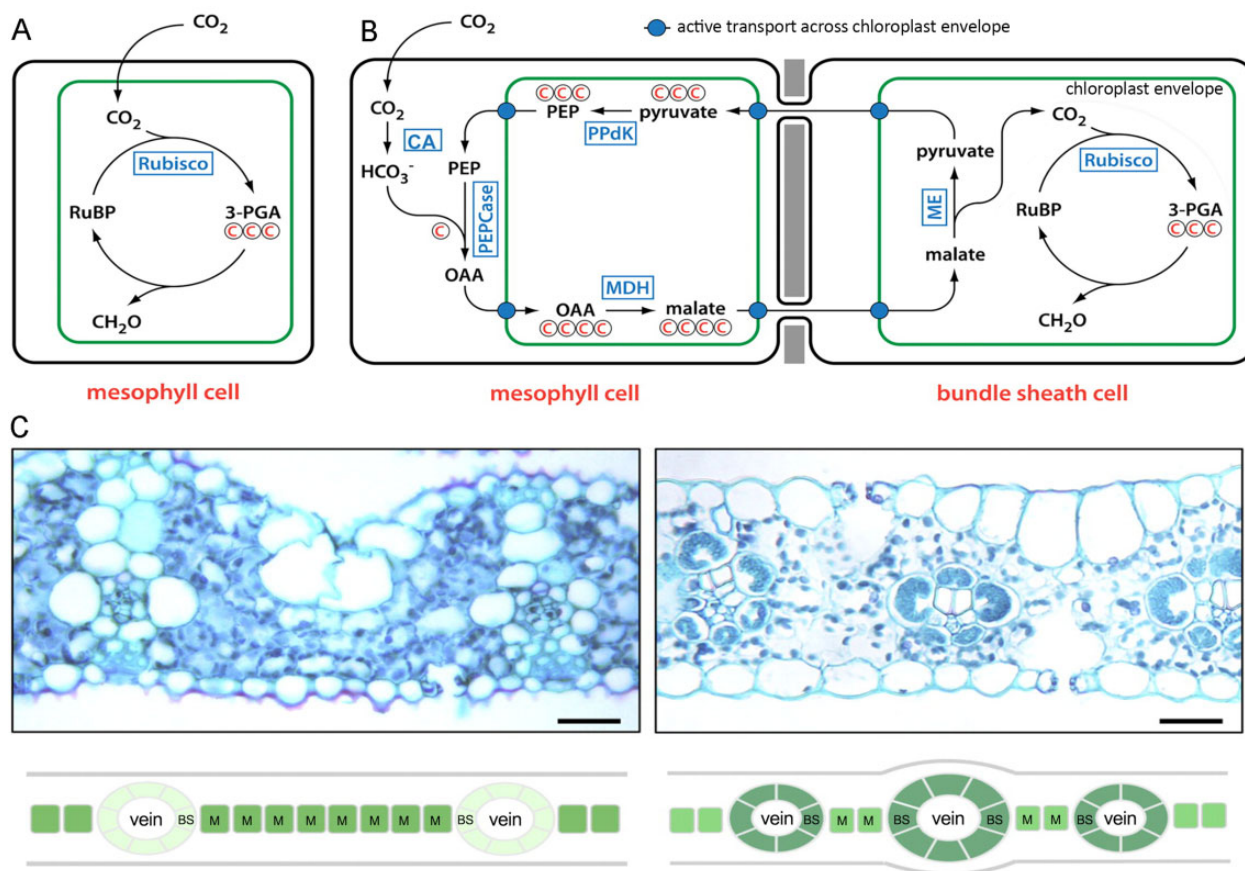 A
CO2
CO2
Rubisco
RuBP
3-PGA
C C C
CH2O
mesophyll cell
B
CO2
active transport across chloroplast envelope
CO2
CA
HCO3-
C
PEP
PEPCase
OAA
C C C
PEP
PPdK
C C C
pyruvate
OAA
C C C C
MDH
malate
C C C C
mesophyll cell
chloroplast envelope
pyruvate
ME
malate
CO2
Rubisco
RuBP
3-PGA
C C C
CH2O
bundle sheath cell
C
vein BS M M M M M M M M BS vein
vein BS M M BS vein BS M M BS vein